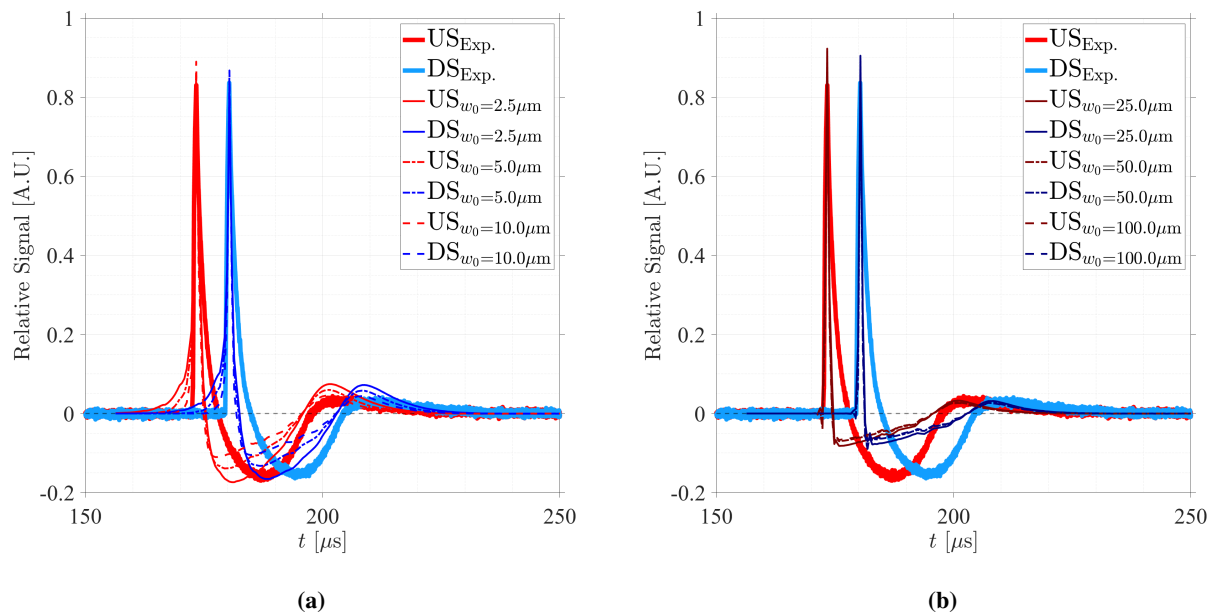 1
0.8
0.6
0.4
0.2
0
-0.2
Relative Signal [A.U.]
150
200
250
t [μs]
US_Exp.
DS_Exp.
US_w₀=2.5μm
DS_w₀=2.5μm
US_w₀=5.0μm
DS_w₀=5.0μm
US_w₀=10.0μm
DS_w₀=10.0μm
(a)
1
0.8
0.6
0.4
0.2
0
-0.2
Relative Signal [A.U.]
150
200
250
t [μs]
US_Exp.
DS_Exp.
US_w₀=25.0μm
DS_w₀=25.0μm
US_w₀=50.0μm
DS_w₀=50.0μm
US_w₀=100.0μm
DS_w₀=100.0μm
(b)